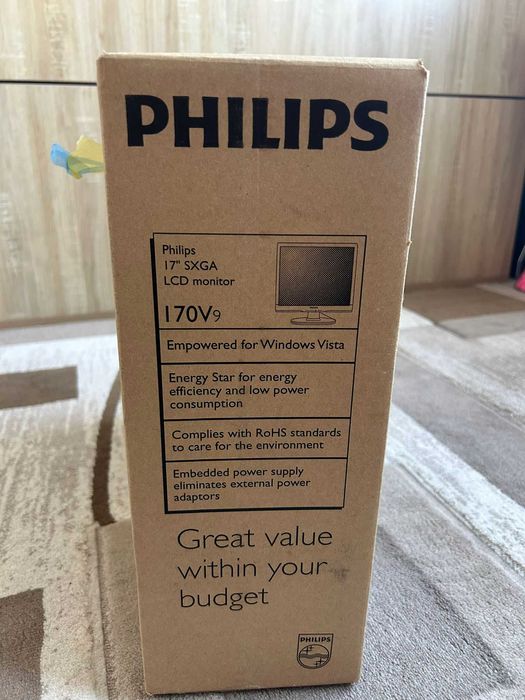 PHILIPS
Philips
17" SXGA
LCD monitor
170V9
Empowered for Windows Vista
Energy Star for energy
efficiency and low power
consumption
Complies with RoHS standards
to care for the environment
Embedded power supply
eliminates external power
adaptors
Great value
within your
budget
PHILIPS